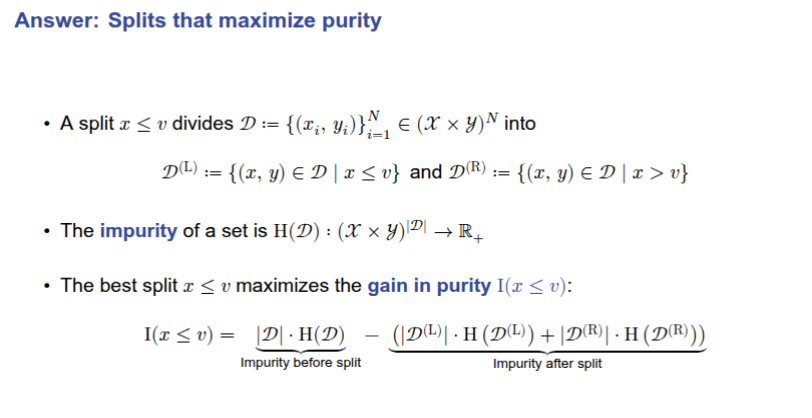 Answer: Splits that maximize purity
• A split x ≤ v divides 𝒟 := {(xᵢ, yᵢ)}ᵢ₌₁ᴺ ∈ (𝒳 × 𝒴)ᴺ into
𝒟⁽ᴸ⁾ := {(x, y) ∈ 𝒟 | x ≤ v} and 𝒟⁽ᴿ⁾ := {(x, y) ∈ 𝒟 | x > v}
• The impurity of a set is H(𝒟) : (𝒳 × 𝒴)^|𝒟| → ℝ₊
• The best split x ≤ v maximizes the gain in purity I(x ≤ v):
I(x ≤ v) = |𝒟| · H(𝒟) − (|𝒟⁽ᴸ⁾| · H (𝒟⁽ᴸ⁾) + |𝒟⁽ᴿ⁾| · H (𝒟⁽ᴿ⁾))
Impurity before split Impurity after split